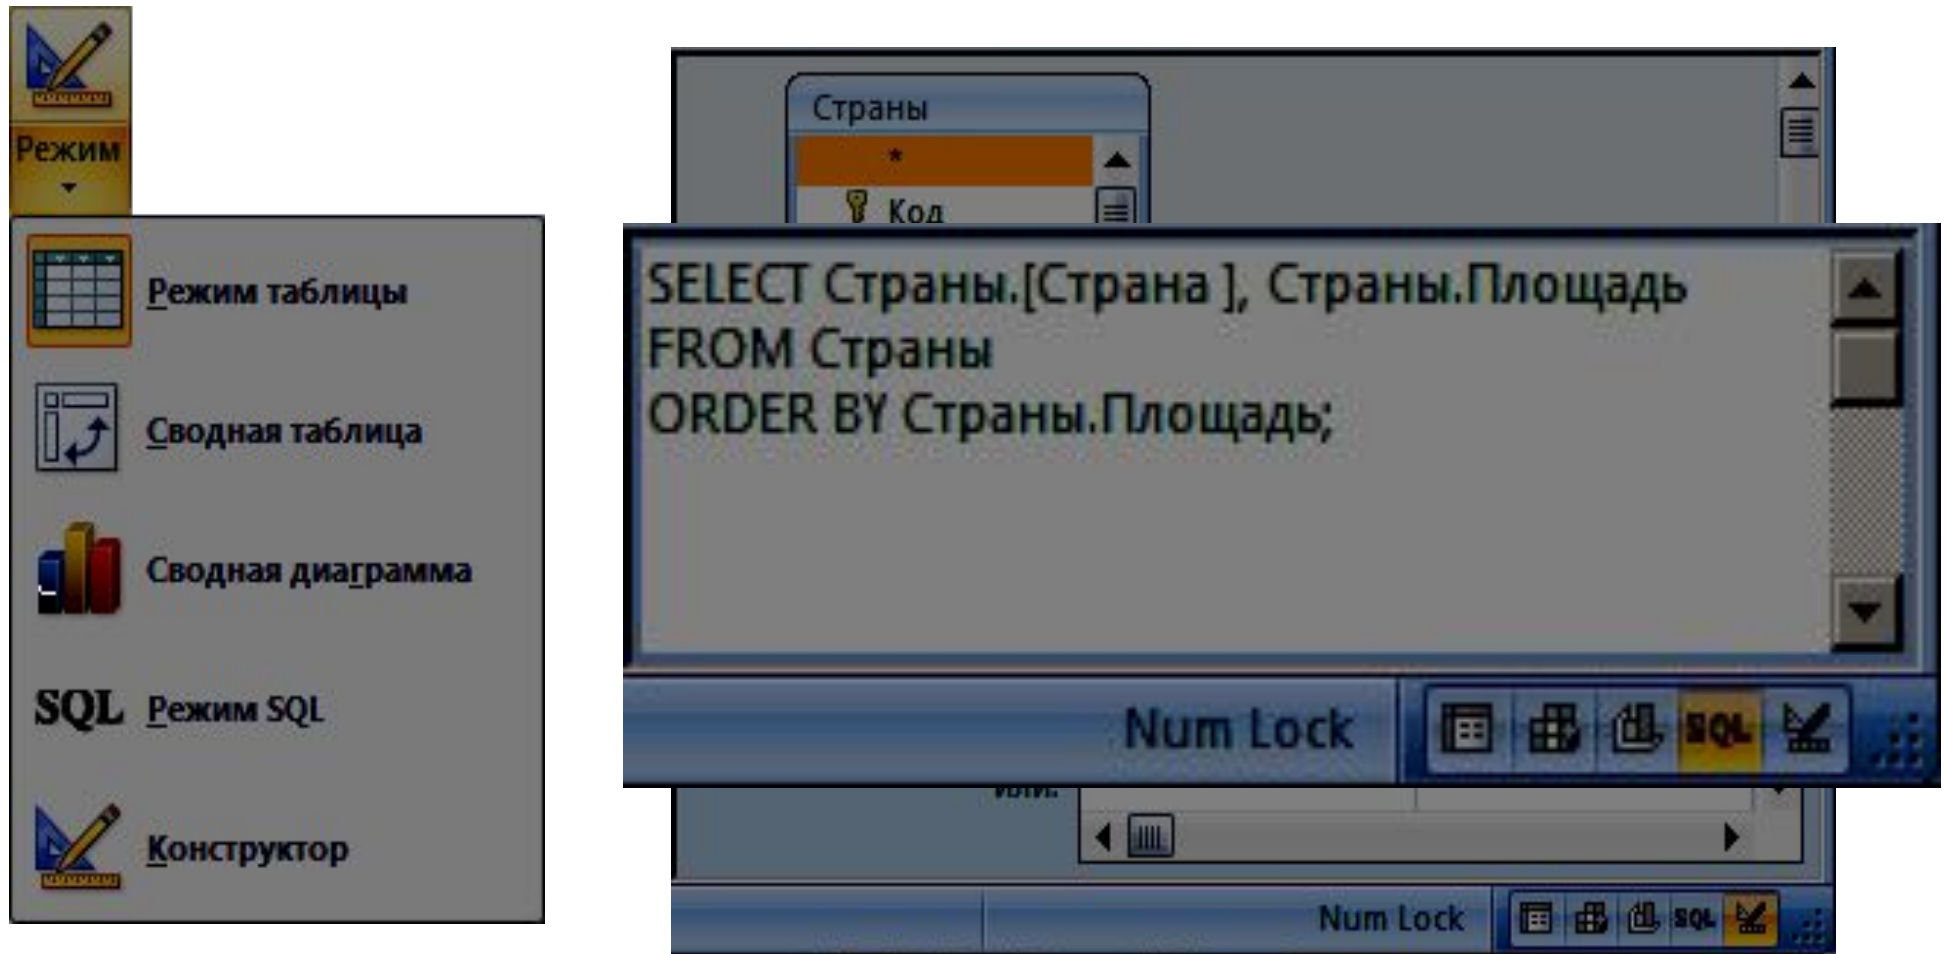 Режим
Режим таблицы
Сводная таблица
Сводная диаграмма
SQL Режим SQL
Конструктор
Страны
*
Код
SELECT Страны.[Страна ], Страны.Площадь
FROM Страны
ORDER BY Страны.Площадь;
Num Lock
SQL
или:
Num Lock
SQL